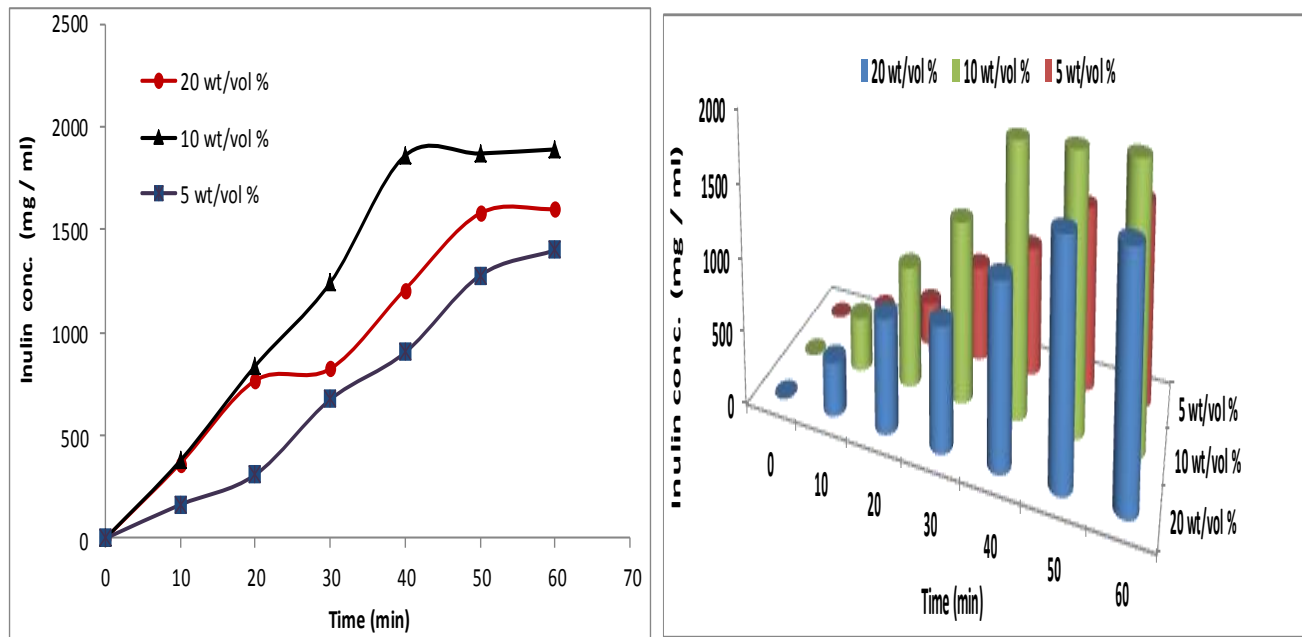 2500
2000
1500
1000
500
0
Inulin conc. (mg / ml)
20 wt/vol %
10 wt/vol %
5 wt/vol %
0 10 20 30 40 50 60 70
Time (min)
20 wt/vol % 10 wt/vol % 5 wt/vol %
2000
1500
1000
500
0
Inulin conc. (mg / ml)
0
10
20
30
40
50
60
Time (min)
5 wt/vol %
10 wt/vol %
20 wt/vol %